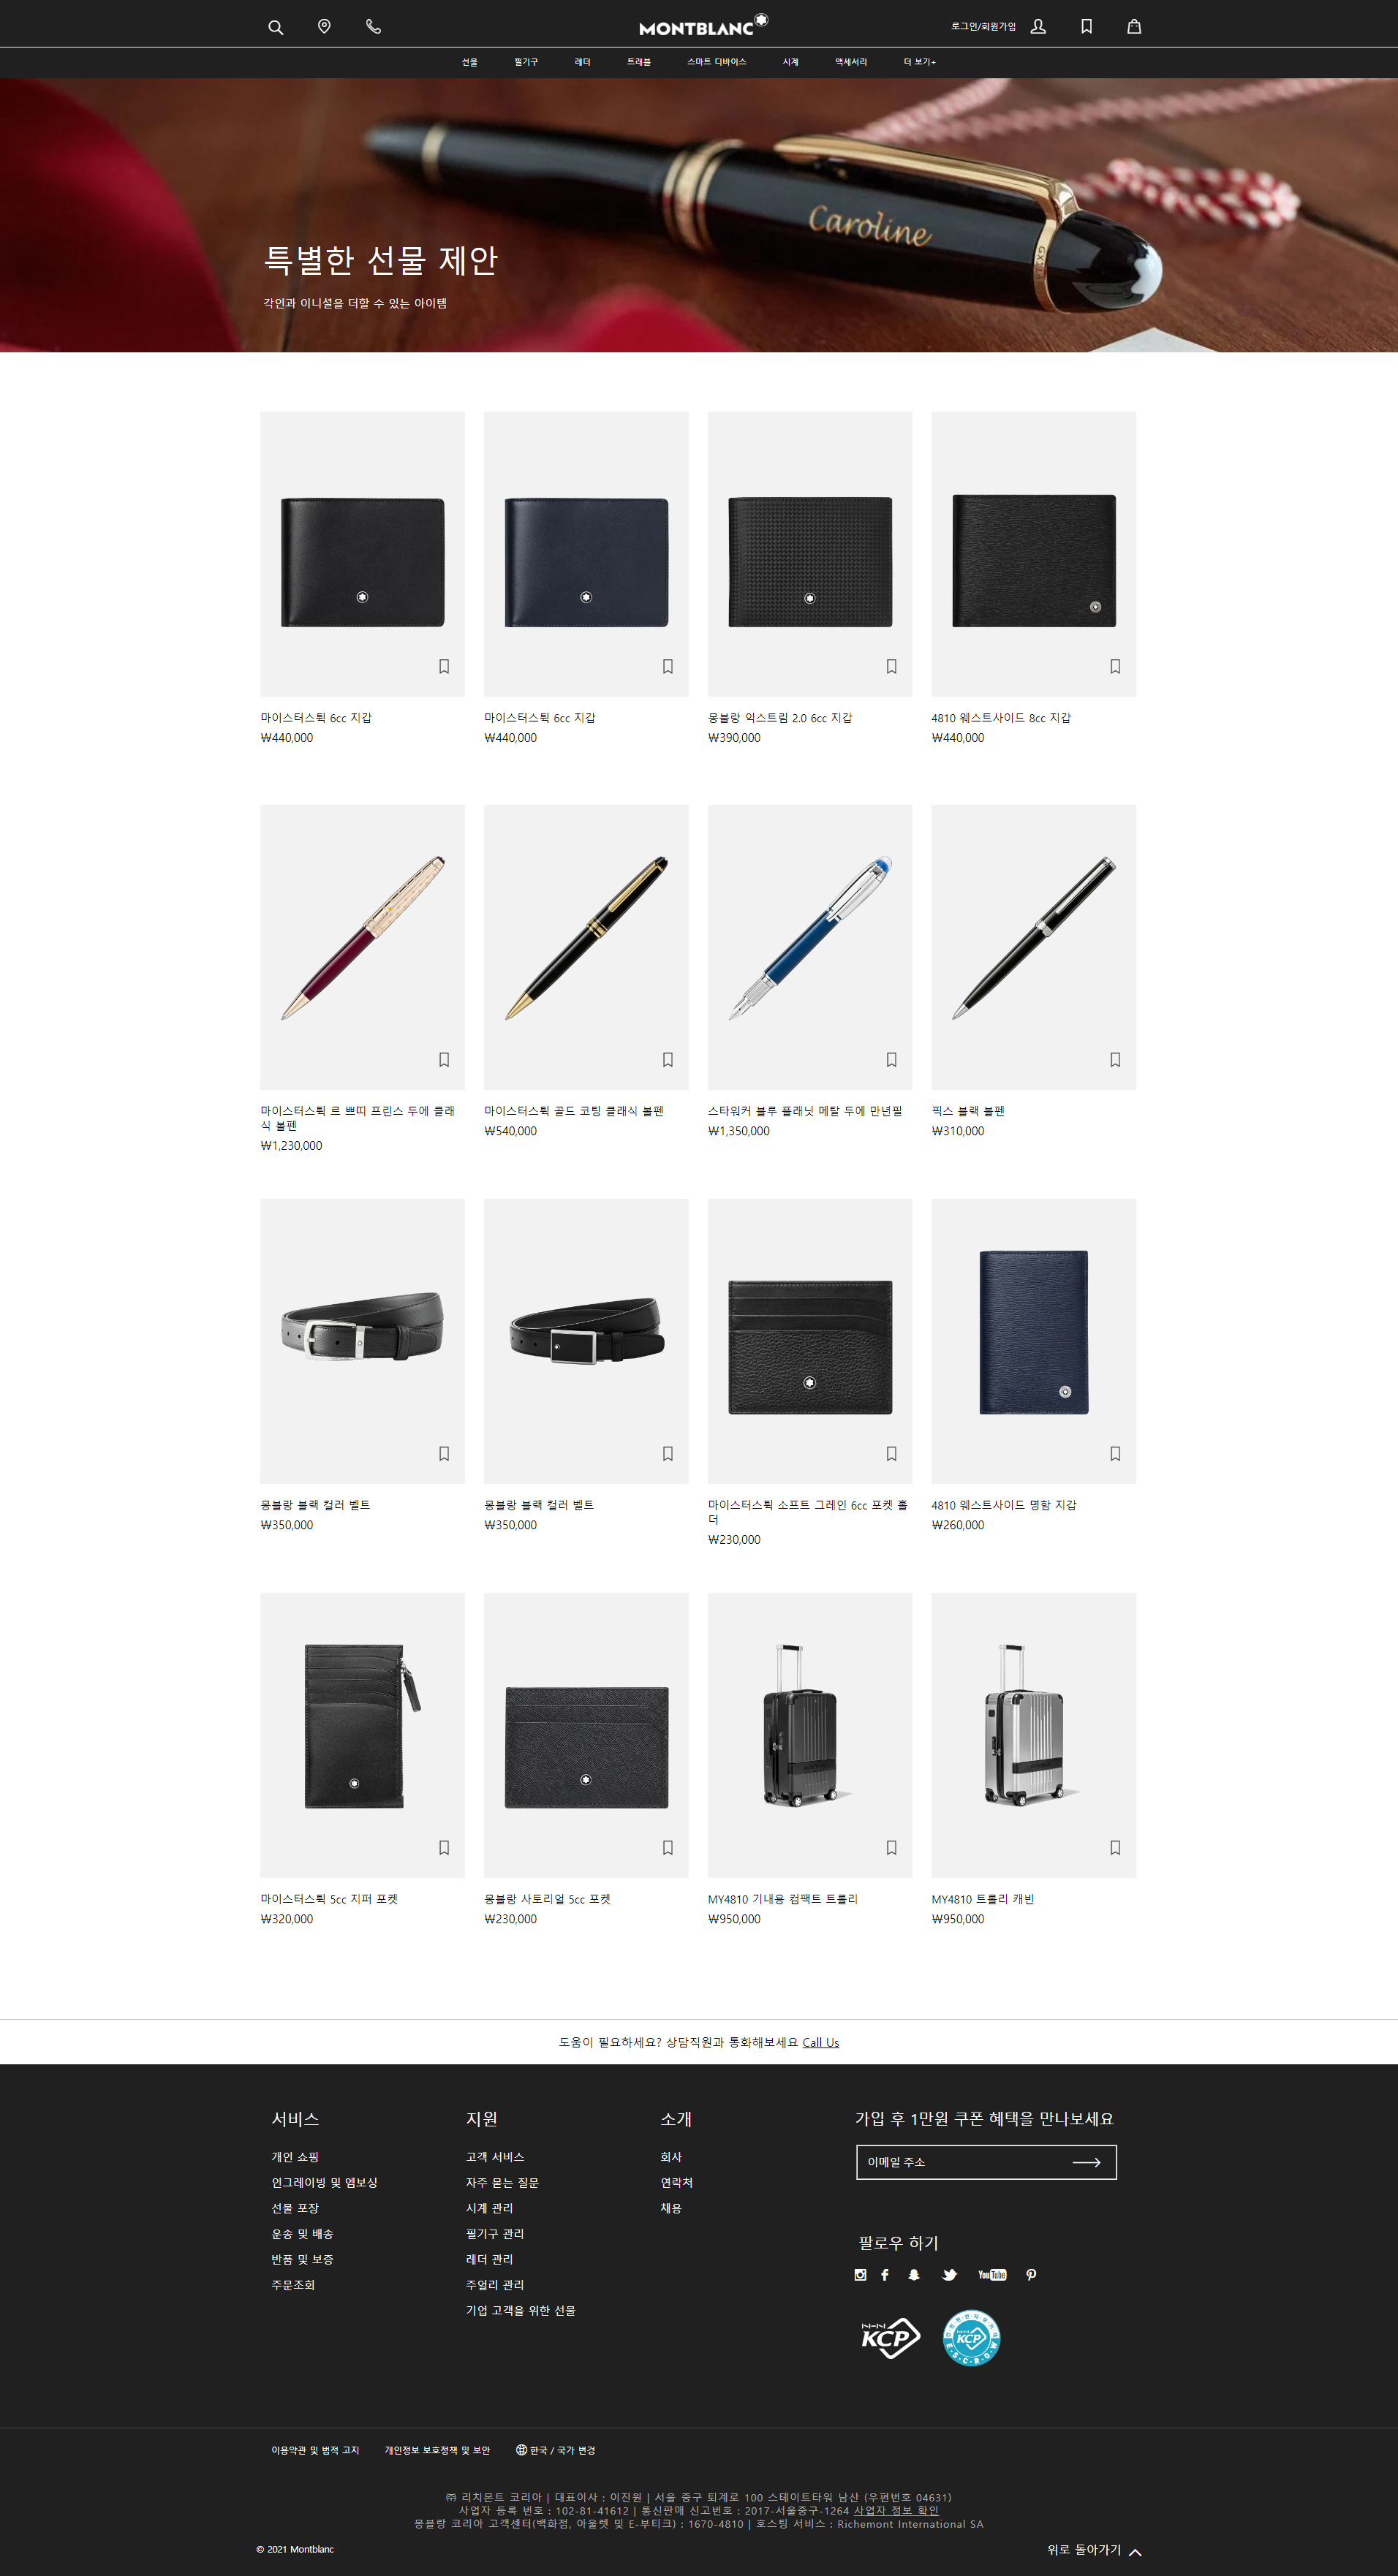 MONTBLANC
로그인/회원가입
선물
필기구
레더
트래블
스마트 디바이스
시계
액세서리
더 보기+
Caroline
특별한 선물 제안
각인과 이니셜을 더할 수 있는 아이템
마이스터스튁 6cc 지갑
₩440,000
마이스터스튁 6cc 지갑
₩440,000
몽블랑 익스트림 2.0 6cc 지갑
₩390,000
4810 웨스트사이드 8cc 지갑
₩440,000
마이스터스튁 르 쁘띠 프린스 두에 클래
식 볼펜
₩1,230,000
마이스터스튁 골드 코팅 클래식 볼펜
₩540,000
스타워커 블루 플래닛 메탈 두에 만년필
₩1,350,000
픽스 블랙 볼펜
₩310,000
몽블랑 블랙 컬러 벨트
₩350,000
몽블랑 블랙 컬러 벨트
₩350,000
마이스터스튁 소프트 그레인 6cc 포켓 홀
더
₩230,000
4810 웨스트사이드 명함 지갑
₩260,000
마이스터스튁 5cc 지퍼 포켓
₩320,000
몽블랑 사토리얼 5cc 포켓
₩230,000
MY4810 기내용 컴팩트 트롤리
₩950,000
MY4810 트롤리 캐빈
₩950,000
도움이 필요하세요? 상담직원과 통화해보세요 Call Us
서비스
개인 쇼핑
인그레이빙 및 엠보싱
선물 포장
운송 및 배송
반품 및 보증
주문조회
지원
고객 서비스
자주 묻는 질문
시계 관리
필기구 관리
레더 관리
주얼리 관리
기업 고객을 위한 선물
소개
회사
연락처
채용
가입 후 1만원 쿠폰 혜택을 만나보세요
이메일 주소
팔로우 하기
YouTube
NHN
KCP
KCP
ESCROW
이용약관 및 법적 고지
개인정보 보호정책 및 보안
한국 / 국가 변경
㈜ 리치몬트 코리아 | 대표이사 : 이진원 | 서울 중구 퇴계로 100 스테이트타워 남산 (우편번호 04631)
사업자 등록 번호 : 102-81-41612 | 통신판매 신고번호 : 2017-서울중구-1264 사업자 정보 확인
몽블랑 코리아 고객센터(백화점, 아울렛 및 E-부티크) : 1670-4810 | 호스팅 서비스 : Richemont International SA
© 2021 Montblanc
위로 돌아가기